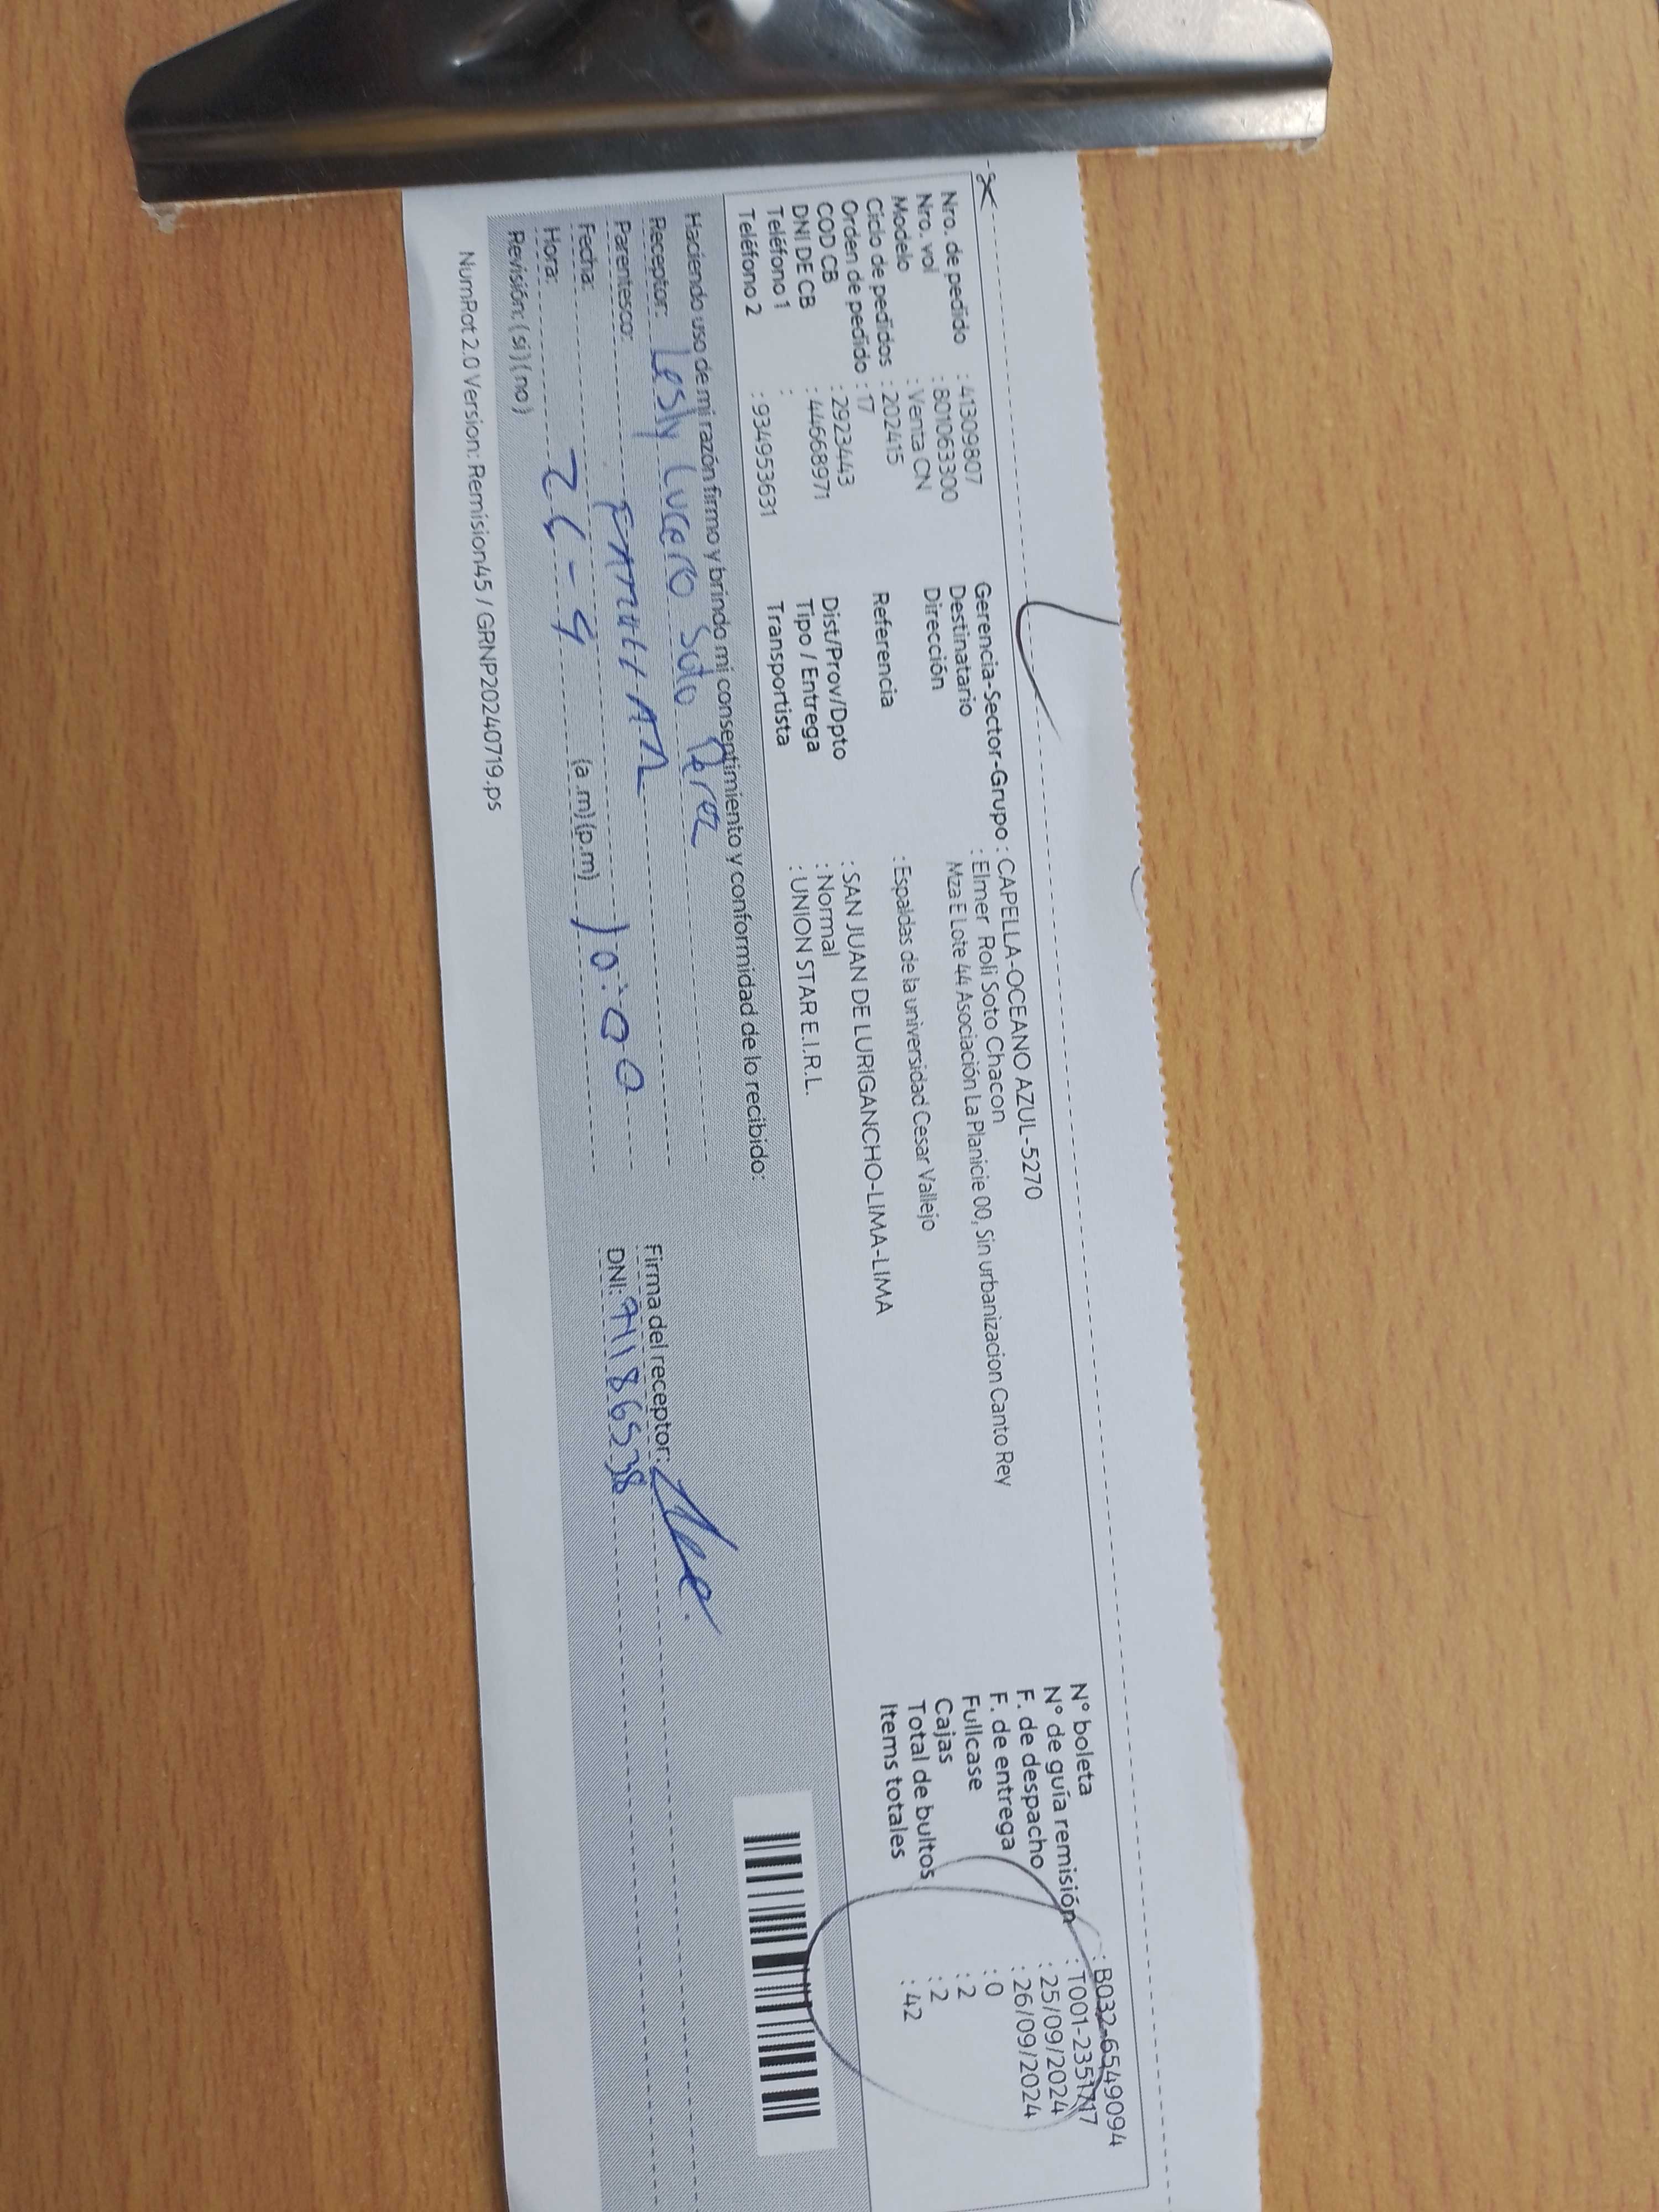 Nro. de pedido : 41309807
Nro. vol : 801063300
Modelo : Venta CN
Ciclo de pedidos : 202415
Orden de pedido : 17
COD CB : 2923443
DNI DE CB : 44668971
Teléfono 1 :
Teléfono 2 : 934953631
Gerencia-Sector-Grupo : CAPELLA-OCEANO AZUL-5270
Destinatario : Elmer Roli Soto Chacon
Dirección Mza E Lote 44 Asociación La Planicie 00, Sin urbanizacion Canto Rey
Referencia : Espaldas de la universidad Cesar Vallejo
Dist/Prov/Dpto : SAN JUAN DE LURIGANCHO-LIMA-LIMA
Tipo / Entrega : Normal
Transportista : UNION STAR E.I.R.L.
N° boleta : B032-6549094
N° de guía remisión : T001-2351717
F. de despacho : 25/09/2024
F. de entrega : 26/09/2024
Fullcase : 0
Cajas : 2
Total de bultos : 2
Items totales : 42
Haciendo uso de mi razón firmo y brindo mi consentimiento y conformidad de lo recibido:
Receptor: Lesly Lucero Soto Perez
Parentesco:
Fecha: 26-9
Hora: (a .m) (p.m) 10:00
Revisión: ( si ) ( no )
Firma del receptor:
DNI: 71186538
NumRot 2.0 Version: Remision45 / GRNP20240719.ps